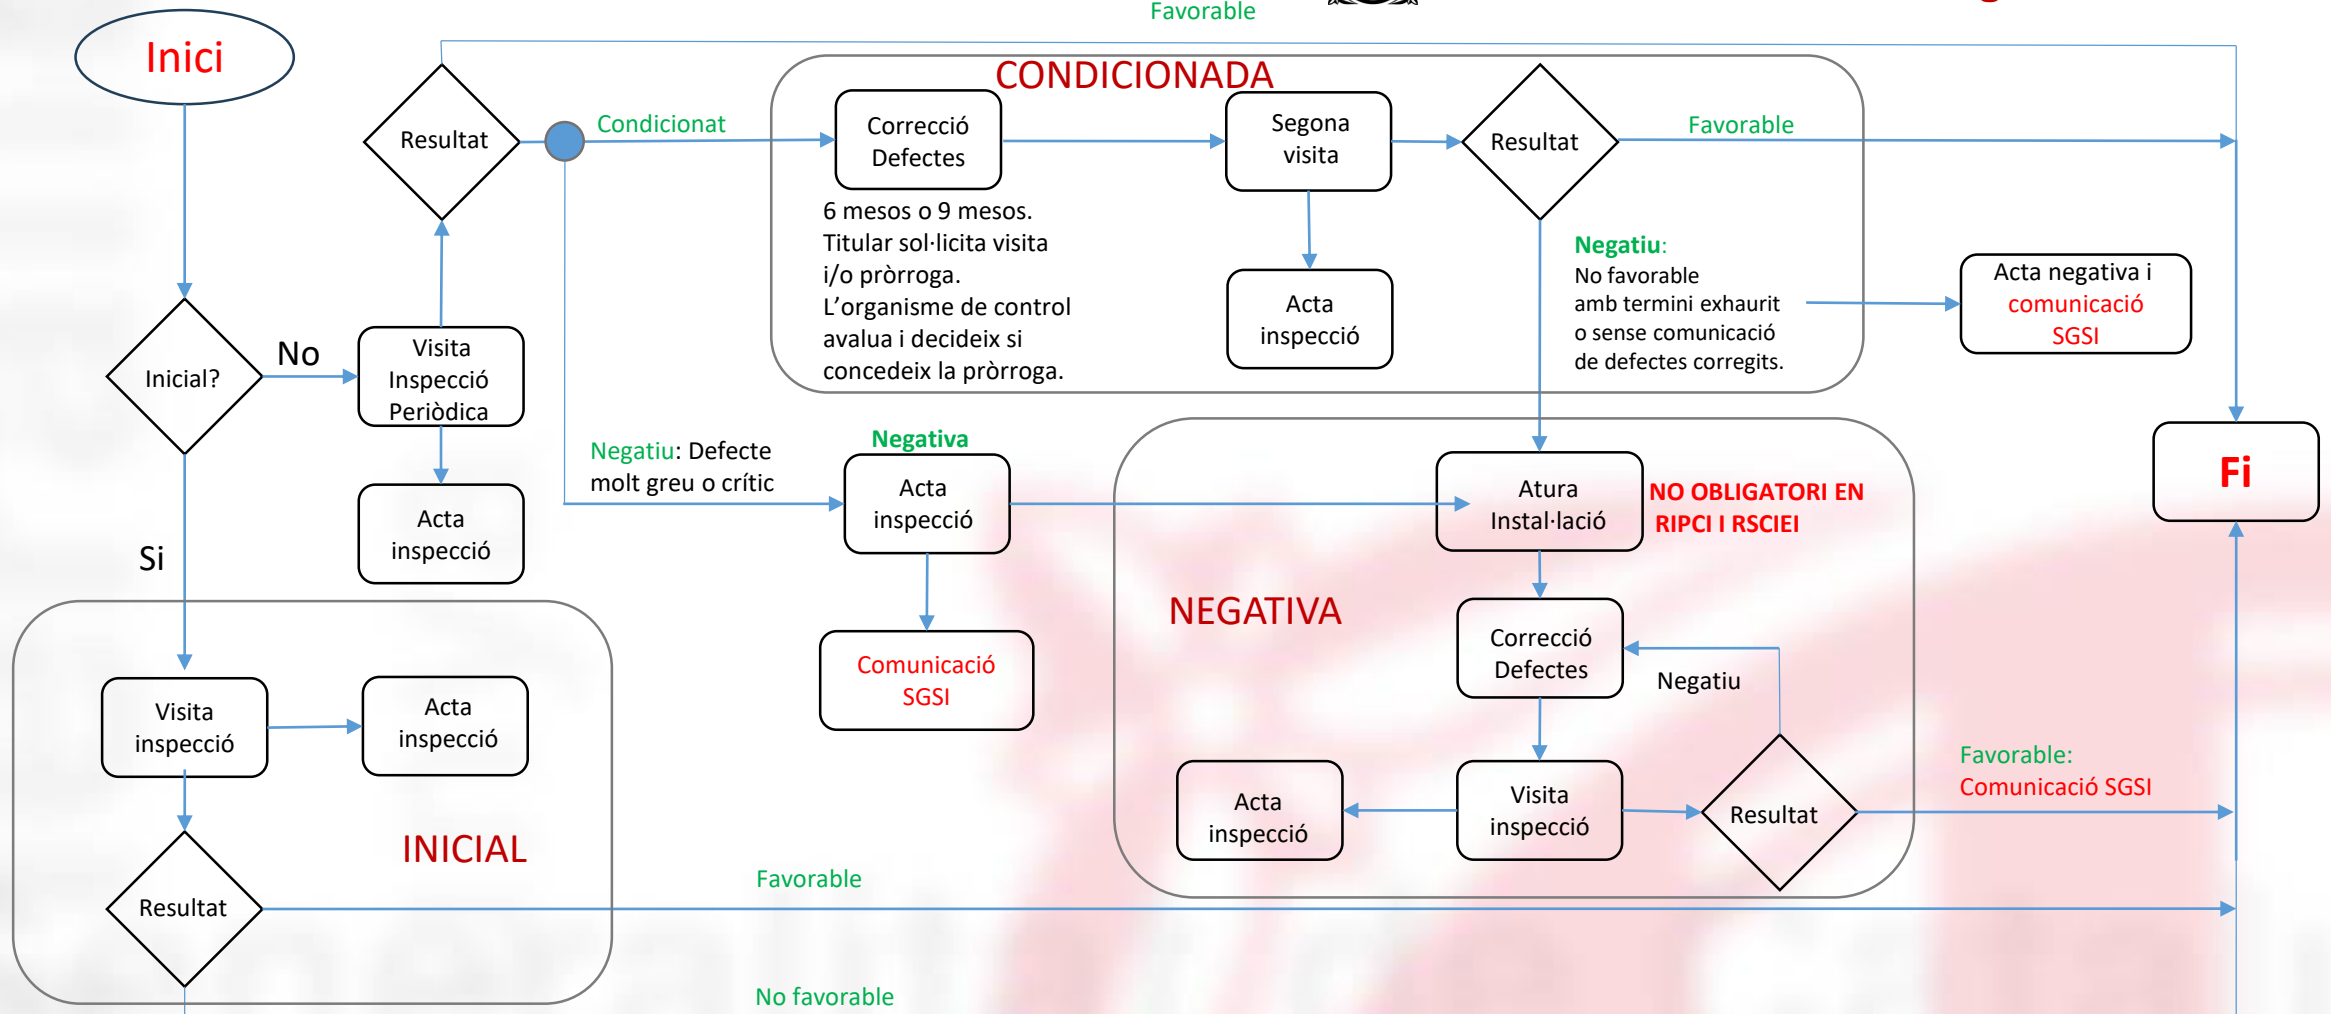 Favorable
Inici
CONDICIONADA
Resultat
Condicionat
Correcció
Defectes
Segona
visita
Resultat
Favorable
6 mesos o 9 mesos.
Titular sol·licita visita
i/o pròrroga.
L’organisme de control
avalua i decideix si
concedeix la pròrroga.
Acta
inspecció
Negatiu:
No favorable
amb termini exhaurit
o sense comunicació
de defectes corregits.
Acta negativa i
comunicació
SGSI
Inicial?
No
Visita
Inspecció
Periòdica
Acta
inspecció
Si
Negatiu: Defecte
molt greu o crític
Negativa
Acta
inspecció
Comunicació
SGSI
Atura
Instal·lació
NO OBLIGATORI EN
RIPCI I RSCIEI
Fi
NEGATIVA
Correcció
Defectes
Negatiu
Visita
inspecció
Acta
inspecció
Resultat
Favorable:
Comunicació SGSI
Visita
inspecció
Acta
inspecció
INICIAL
Resultat
Favorable
No favorable